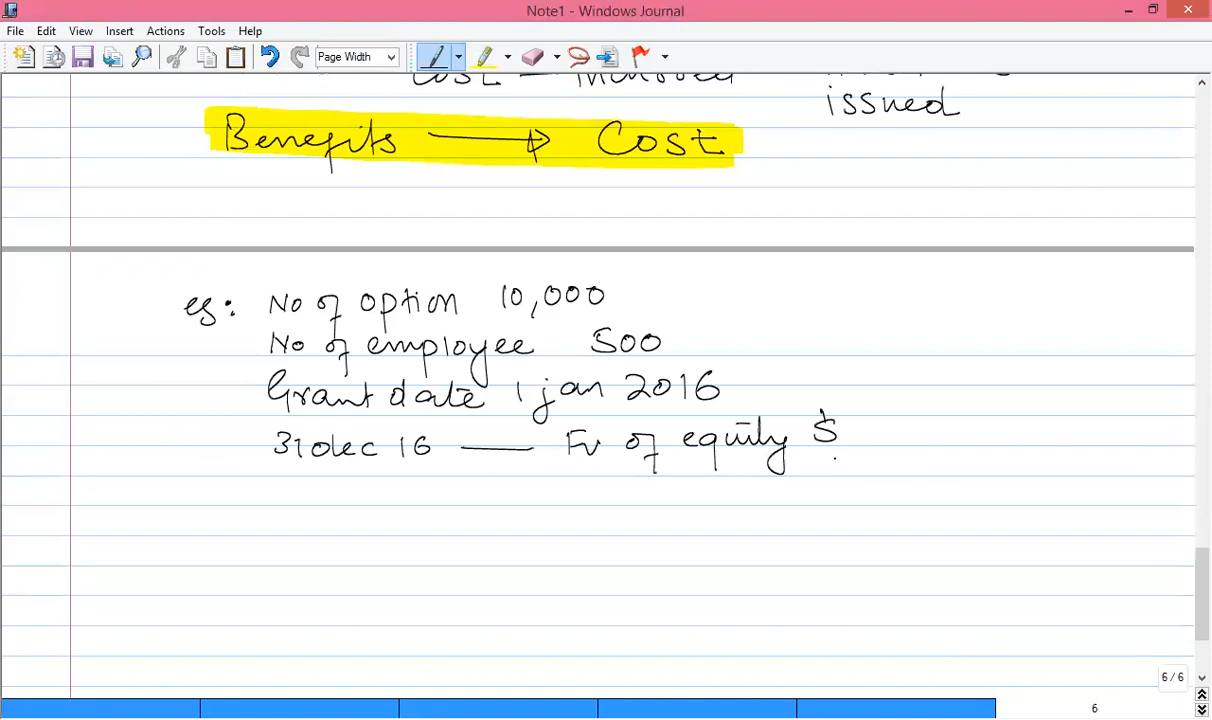 Note1 - Windows Journal
File Edit View Insert Actions Tools Help
Page Width
issued
Benefits → Cost
eg: No of option 10,000
No of employee 500
Grant date 1 jan 2016
31 dec 16 — Fv of equity $
6 / 6
6